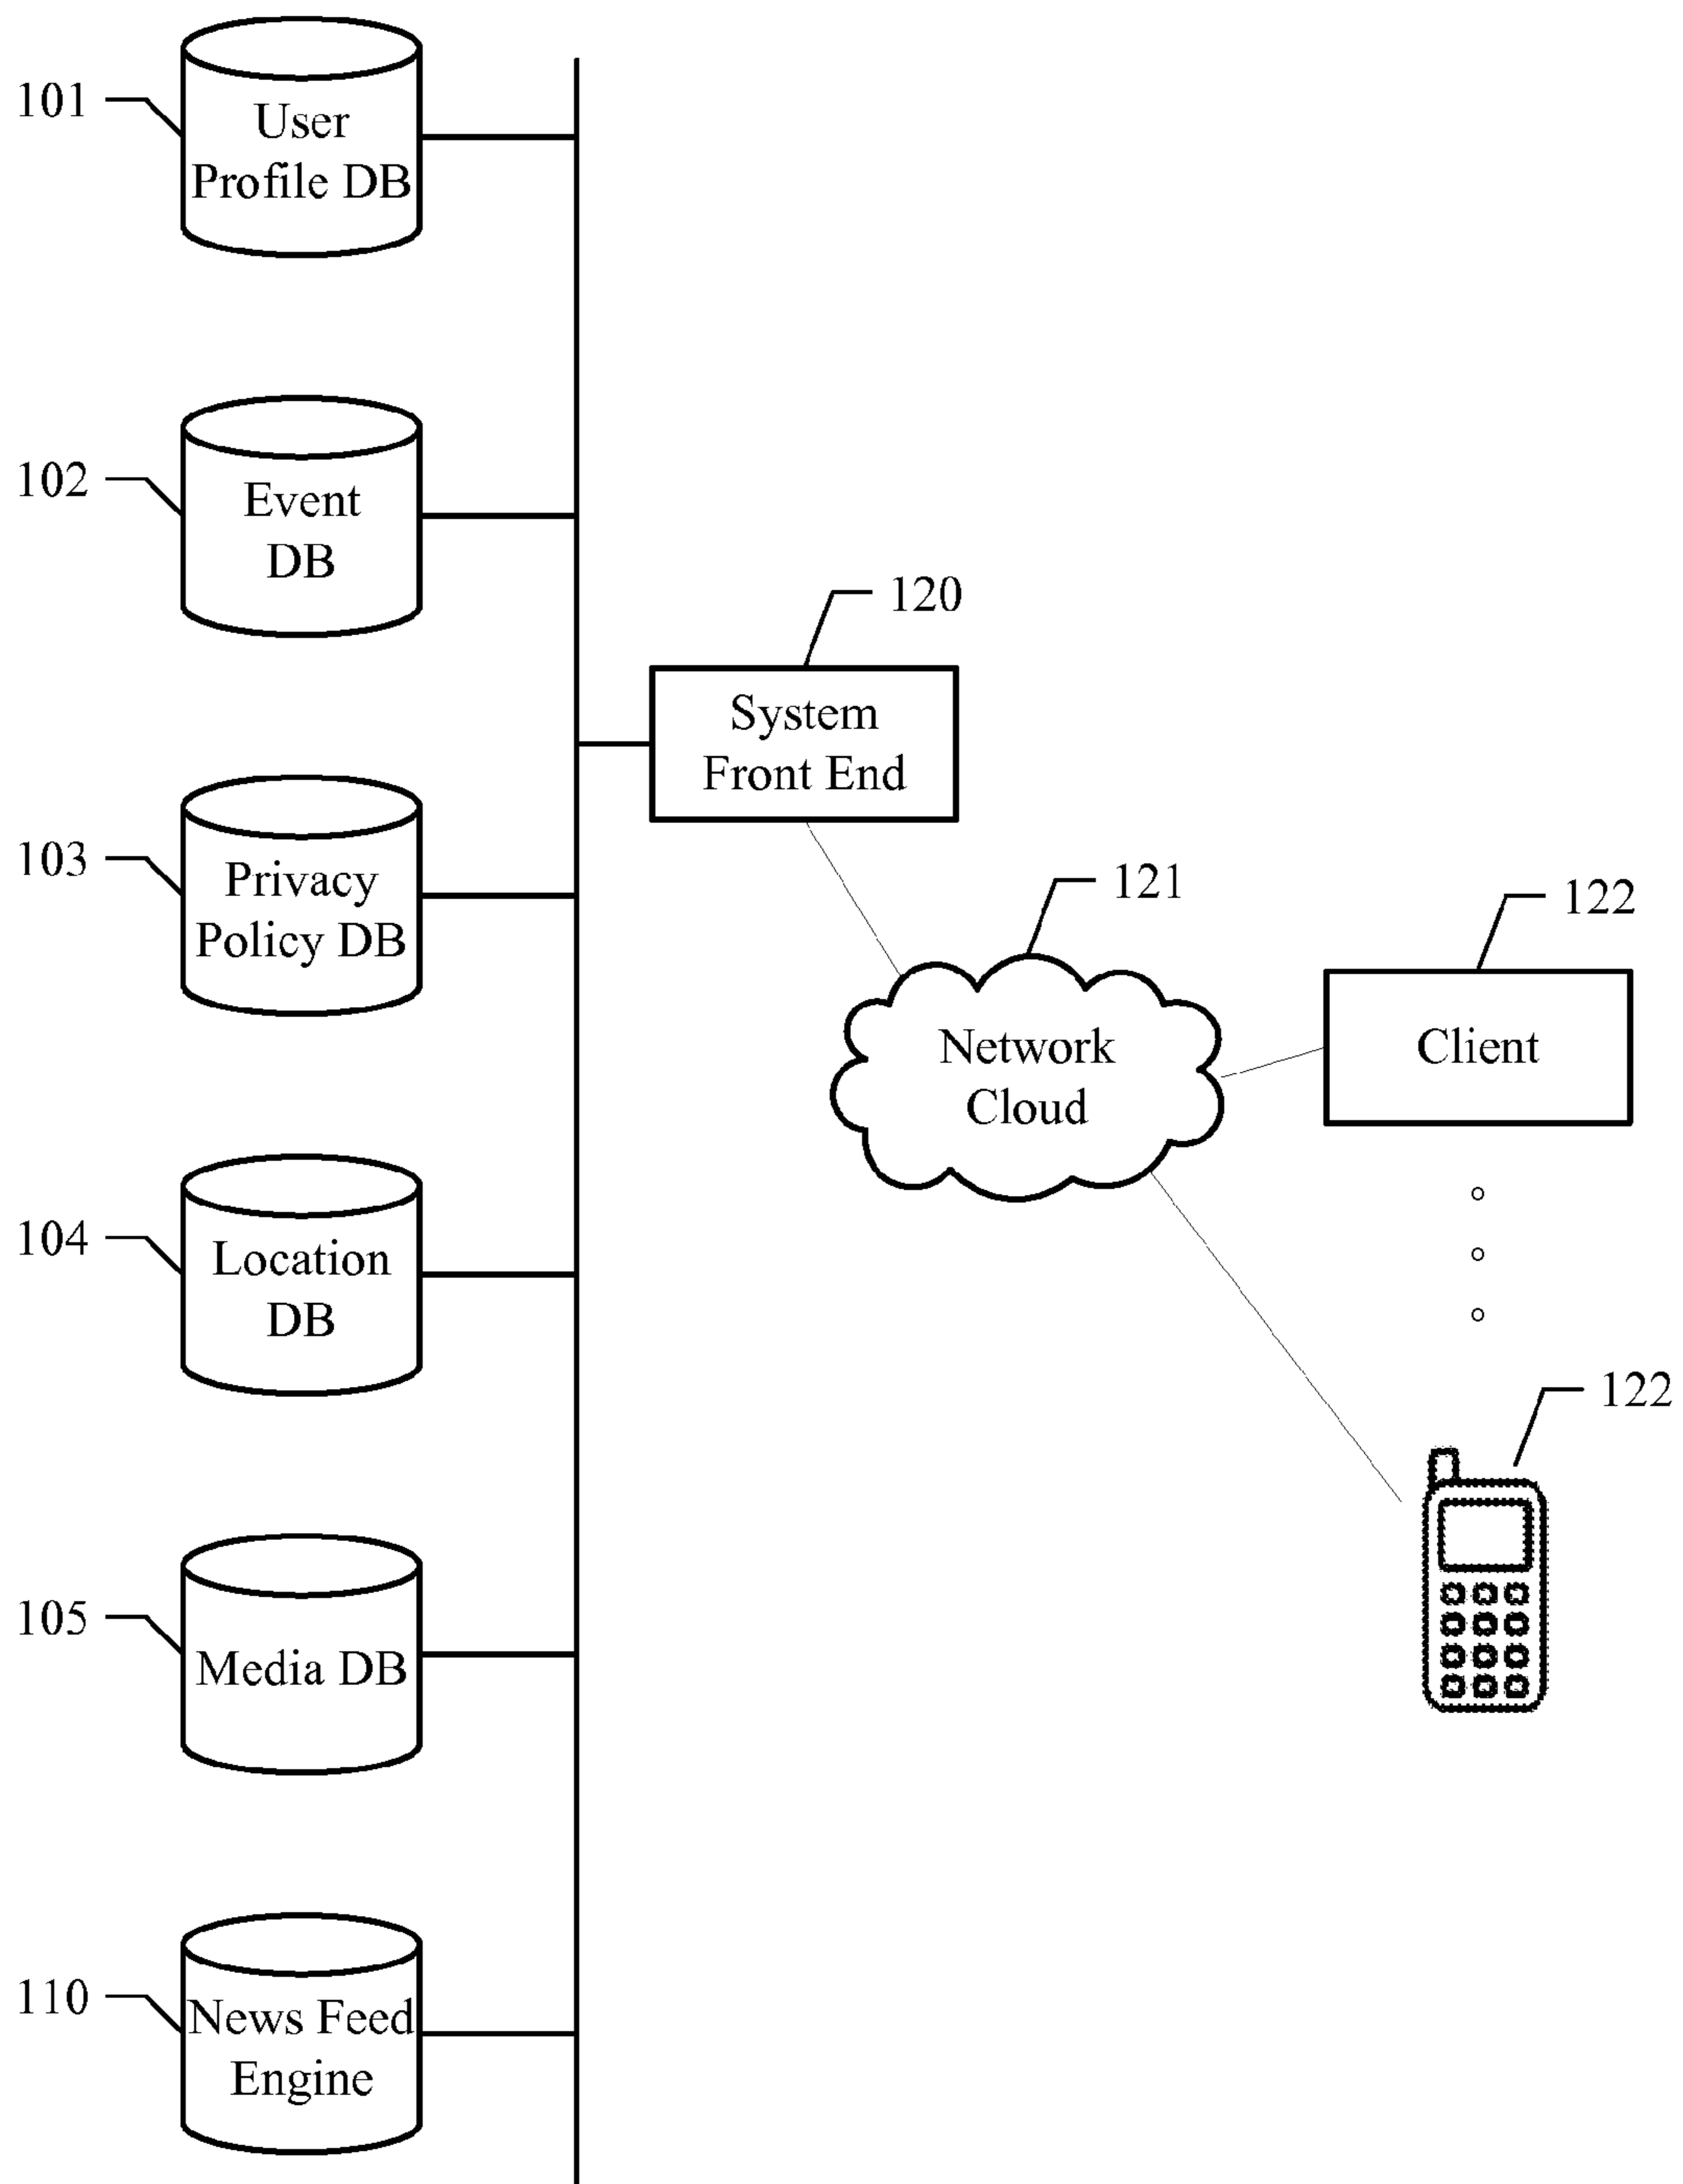 101
User
Profile DB
102
Event
DB
120
System
Front End
103
Privacy
Policy DB
121
122
Network
Cloud
Client
104
Location
DB
122
105
Media DB
110
News Feed
Engine